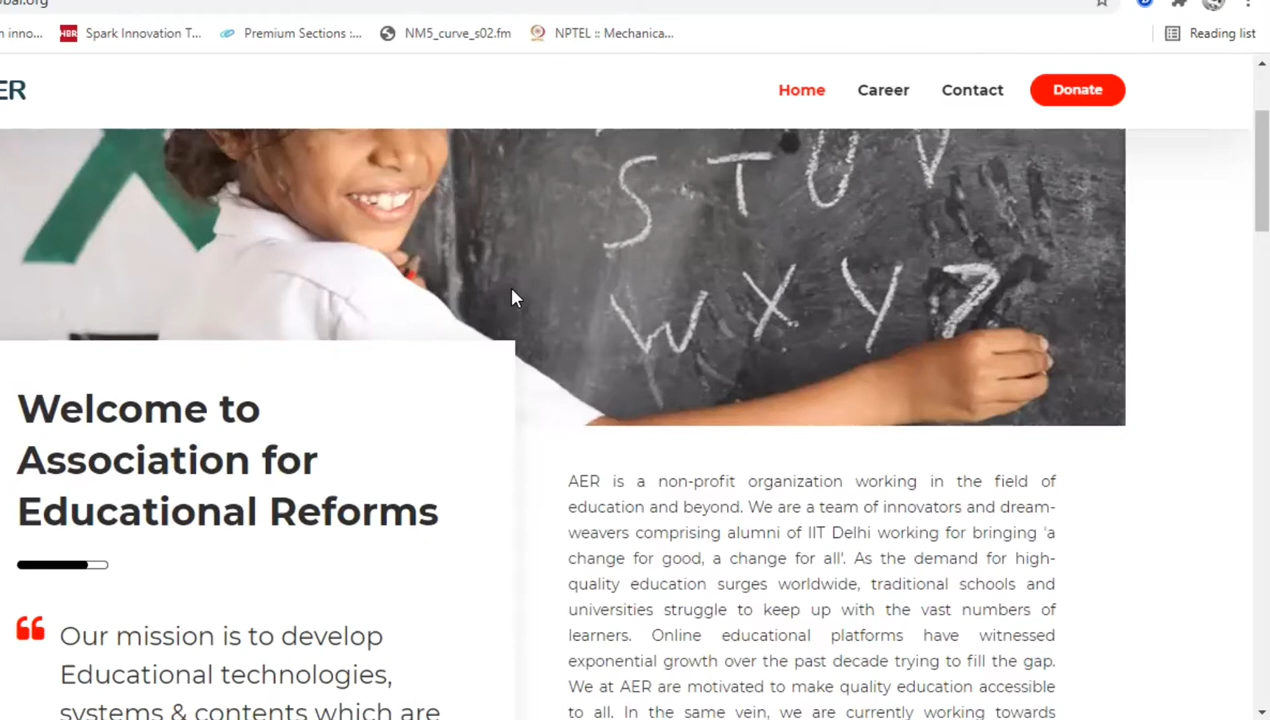 n inno...
Spark Innovation T...
Premium Sections :...
NM5_curve_s02.fm
NPTEL :: Mechanica...
Reading list
ER
Home
Career
Contact
Donate
S T U V
W X Y Z
Welcome to
Association for
Educational Reforms
Our mission is to develop
Educational technologies,
systems & contents which are
AER is a non-profit organization working in the field of
education and beyond. We are a team of innovators and dream-
weavers comprising alumni of IIT Delhi working for bringing 'a
change for good, a change for all'. As the demand for high-
quality education surges worldwide, traditional schools and
universities struggle to keep up with the vast numbers of
learners. Online educational platforms have witnessed
exponential growth over the past decade trying to fill the gap.
We at AER are motivated to make quality education accessible
to all. In the same vein, we are currently working towards